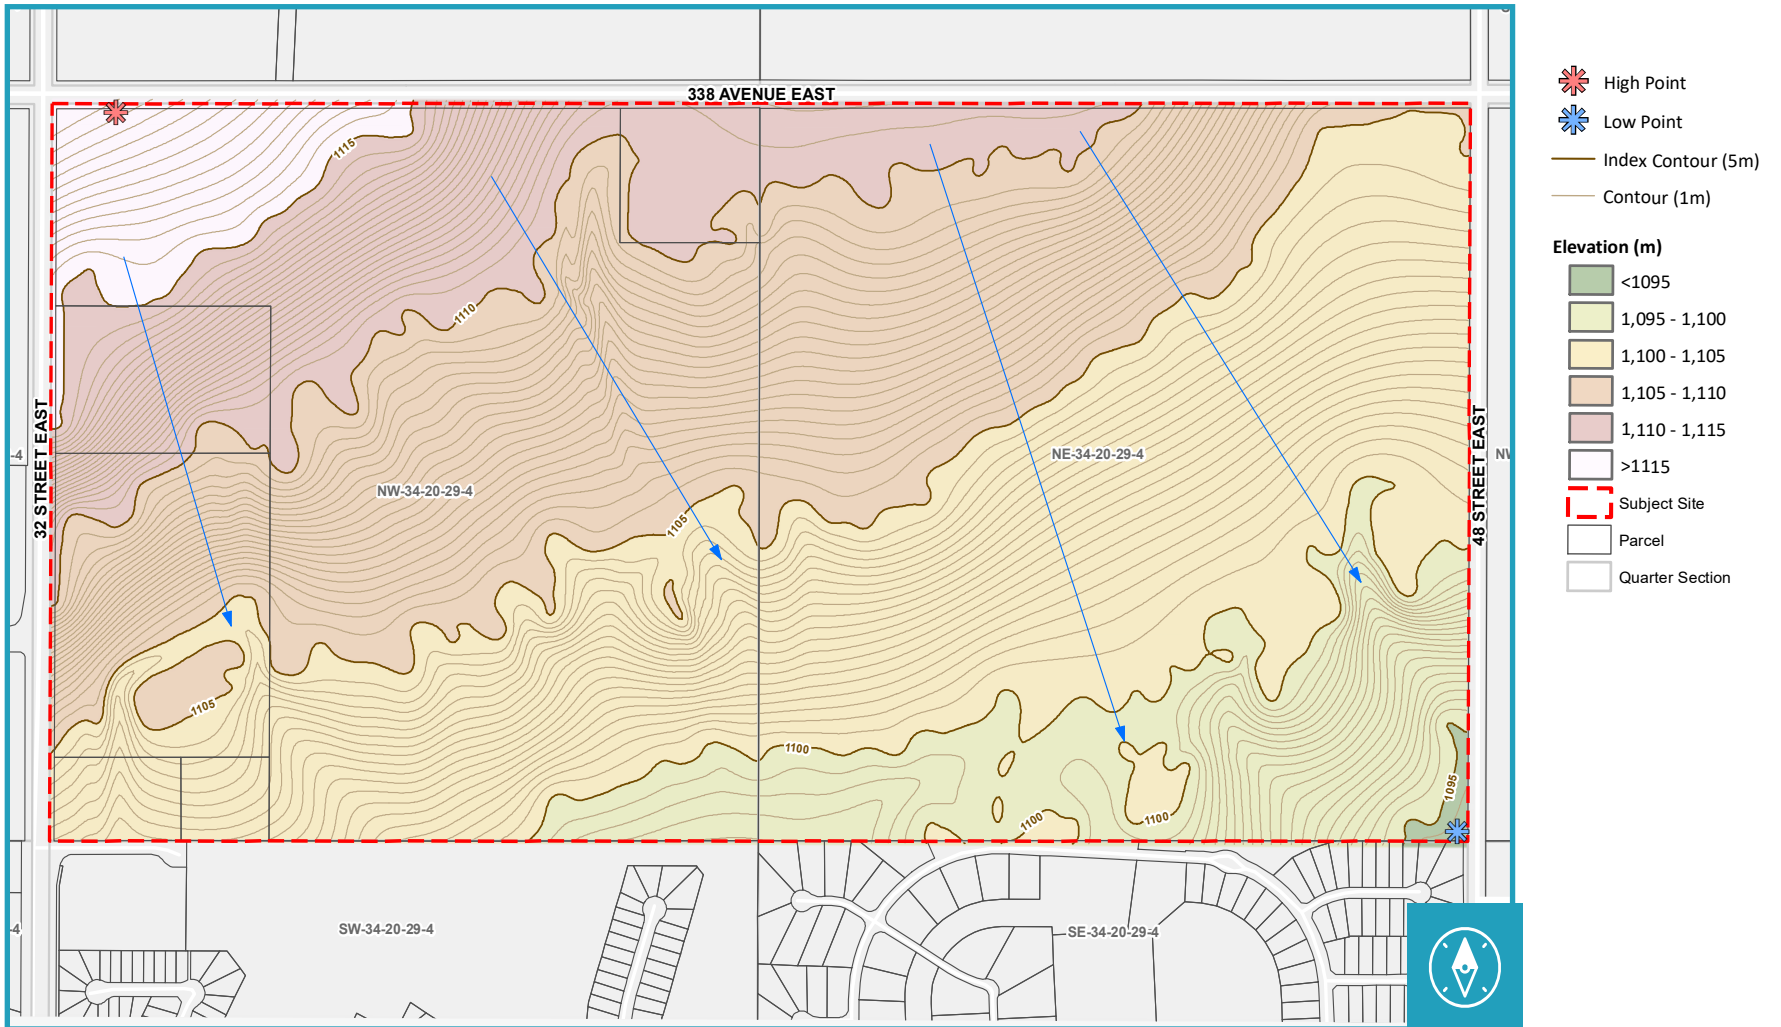 338 AVENUE EAST
1115
1110
32 STREET EAST
-4
NW-34-20-29-4
NE-34-20-29-4
48 STREET EAST
1105
1105
1100
1095
1100
1100
SW-34-20-29-4
SE-34-20-29-4
-4
High Point
Low Point
Index Contour (5m)
Contour (1m)
Elevation (m)
<1095
1,095 - 1,100
1,100 - 1,105
1,105 - 1,110
1,110 - 1,115
>1115
Subject Site
Parcel
Quarter Section